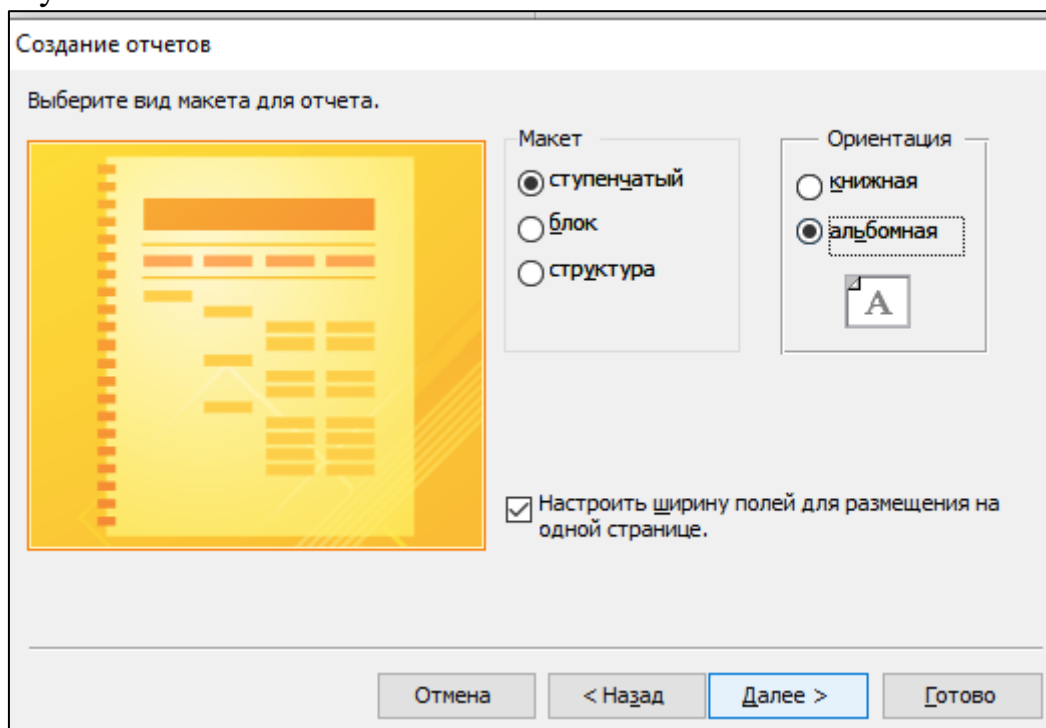 Создание отчетов
Выберите вид макета для отчета.
Макет
ступенчатый
блок
структура
Ориентация
книжная
альбомная
A
Настроить ширину полей для размещения на
одной странице.
Отмена
< Назад
Далее >
Готово